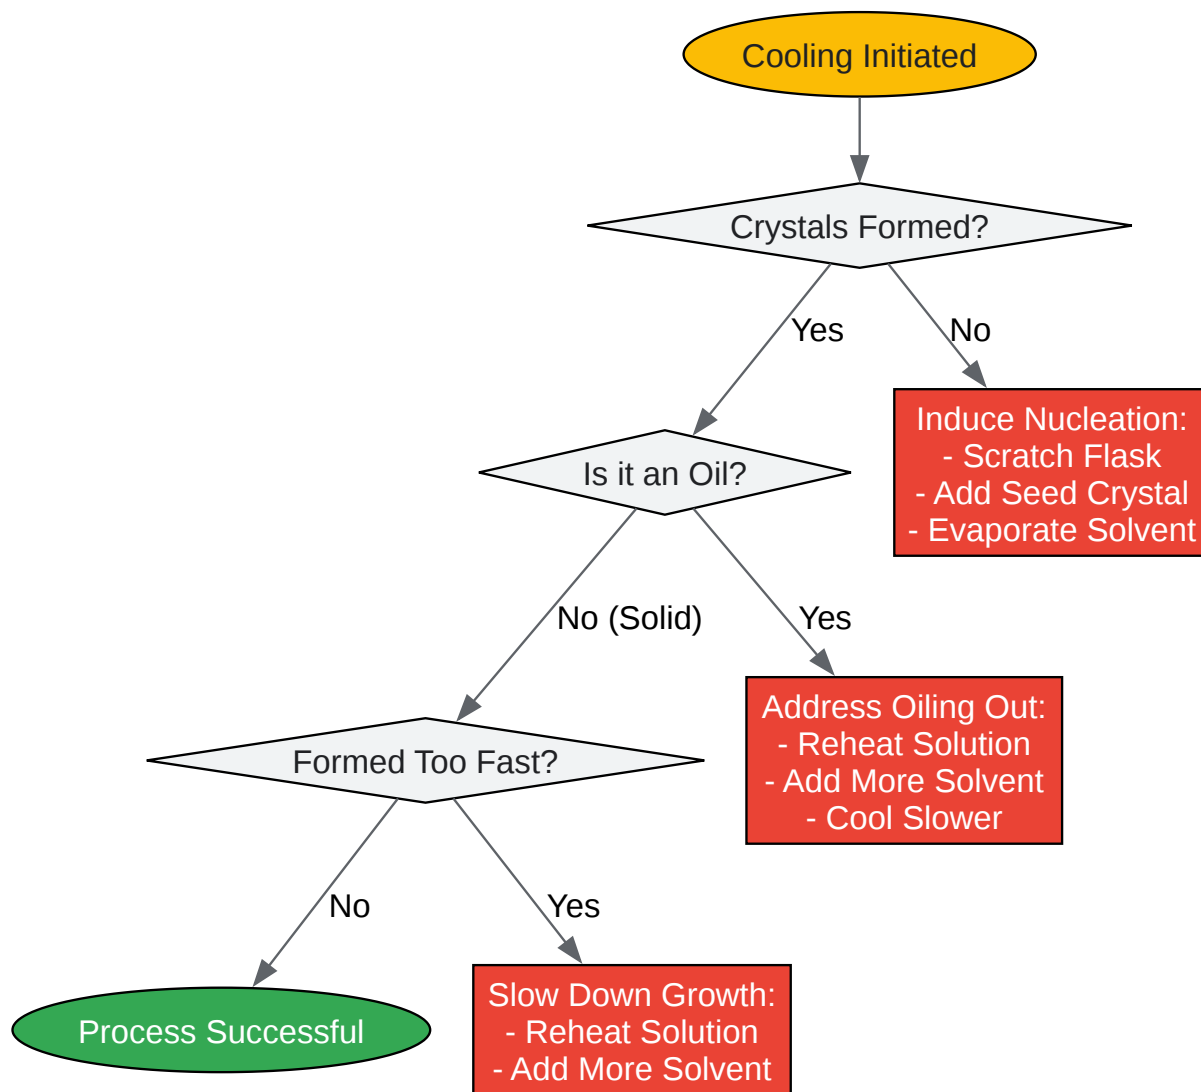 Cooling Initiated
Crystals Formed?
Yes
No
Induce Nucleation:
- Scratch Flask
- Add Seed Crystal
- Evaporate Solvent
Is it an Oil?
No (Solid)
Yes
Address Oiling Out:
- Reheat Solution
- Add More Solvent
- Cool Slower
Formed Too Fast?
No
Yes
Process Successful
Slow Down Growth:
- Reheat Solution
- Add More Solvent